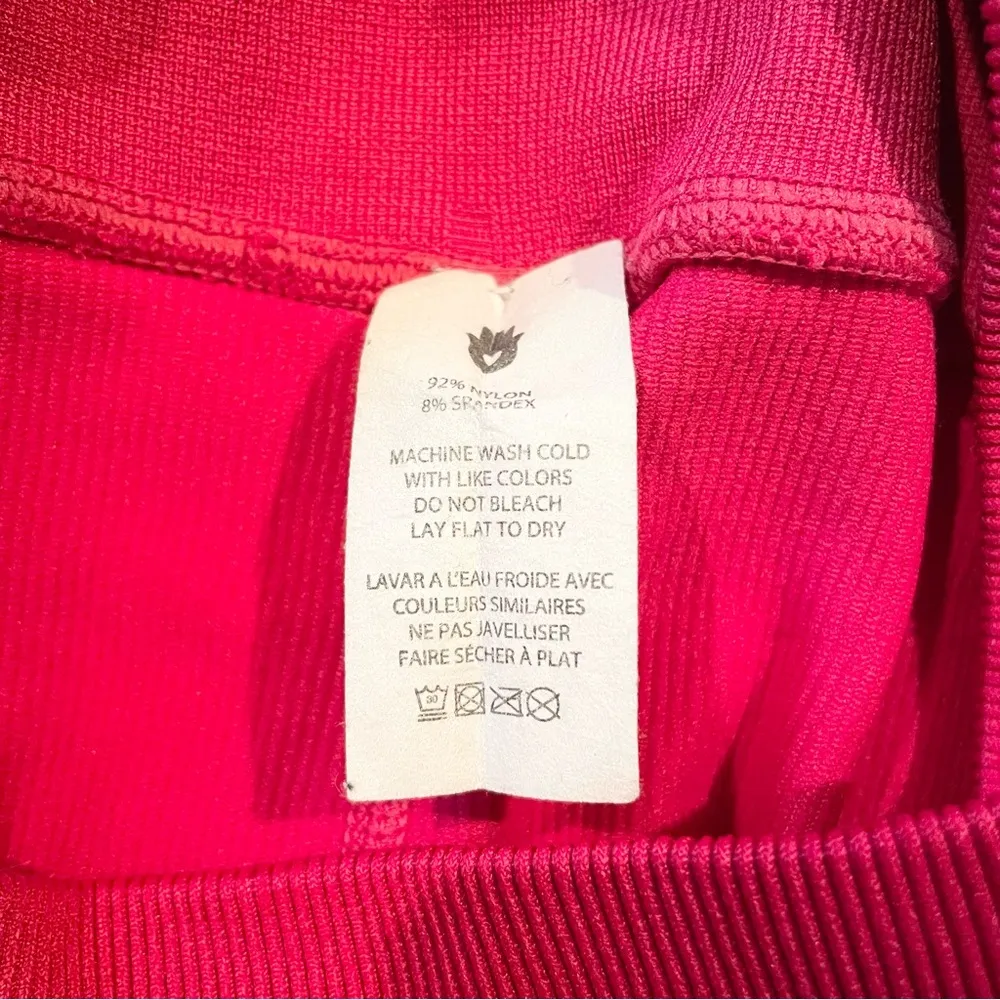 92% NYLON
8% SPANDEX
MACHINE WASH COLD
WITH LIKE COLORS
DO NOT BLEACH
LAY FLAT TO DRY
LAVAR A L'EAU FROIDE AVEC
COULEURS SIMILAIRES
NE PAS JAVELLISER
FAIRE SÉCHER À PLAT
30